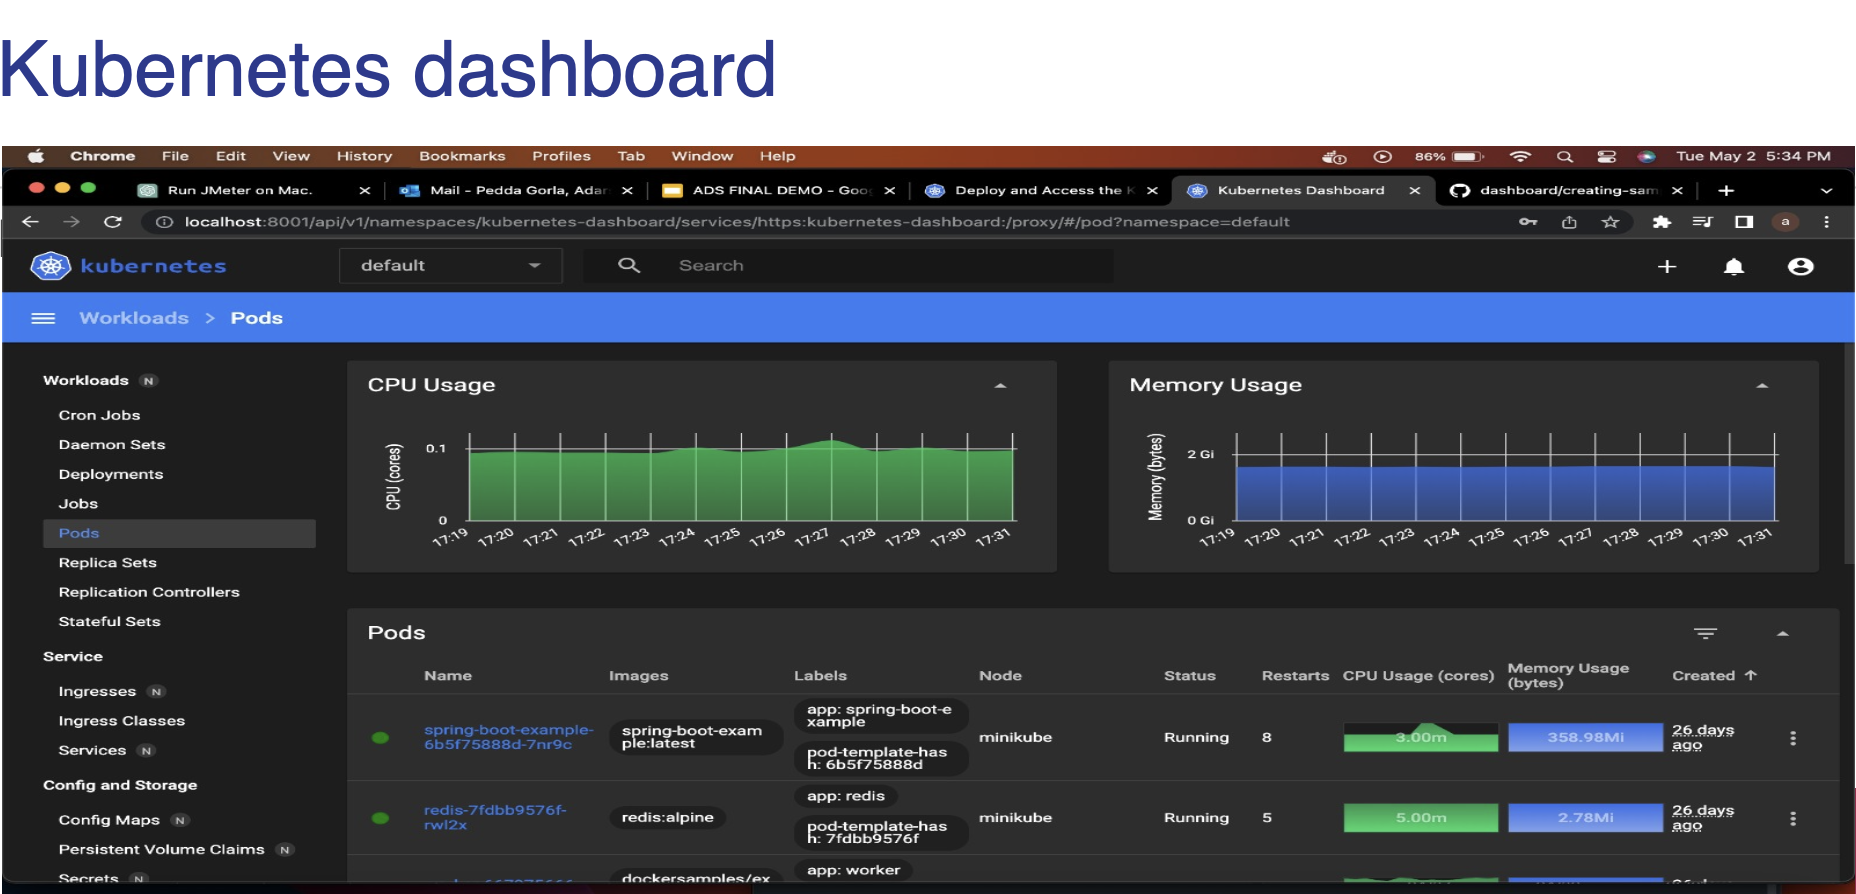 Kubernetes dashboard
Chrome File Edit View History Bookmarks Profiles Tab Window Help 86% Tue May 2 5:34 PM
Run JMeter on Mac. Mail - Pedda Gorla, Adar ADS FINAL DEMO - Goo Deploy and Access the K Kubernetes Dashboard dashboard/creating-sam
localhost:8001/api/v1/namespaces/kubernetes-dashboard/services/https:kubernetes-dashboard:/proxy/#/pod?namespace=default a
kubernetes default Search
Workloads > Pods
Workloads N
Cron Jobs
Daemon Sets
Deployments
Jobs
Pods
Replica Sets
Replication Controllers
Stateful Sets
Service
Ingresses N
Ingress Classes
Services N
Config and Storage
Config Maps N
Persistent Volume Claims N
Secrets N
CPU Usage
CPU (cores)
0.1
0
17:19 17:20 17:21 17:22 17:23 17:24 17:25 17:26 17:27 17:28 17:29 17:30 17:31
Memory Usage
Memory (bytes)
2 Gi
0 Gi
17:19 17:20 17:21 17:22 17:23 17:24 17:25 17:26 17:27 17:28 17:29 17:30 17:31
Pods
Name Images Labels Node Status Restarts CPU Usage (cores) Memory Usage (bytes) Created
spring-boot-example-
6b5f75888d-7nr9c
spring-boot-exam
ple:latest
app: spring-boot-e
xample
pod-template-has
h: 6b5f75888d
minikube Running 8 3.00m 358.98Mi 26 days
ago
redis-7fdbb9576f-
rwl2x
redis:alpine
app: redis
pod-template-has
h: 7fdbb9576f
minikube Running 5 5.00m 2.78Mi 26 days
ago
dockersamples/ex
app: worker